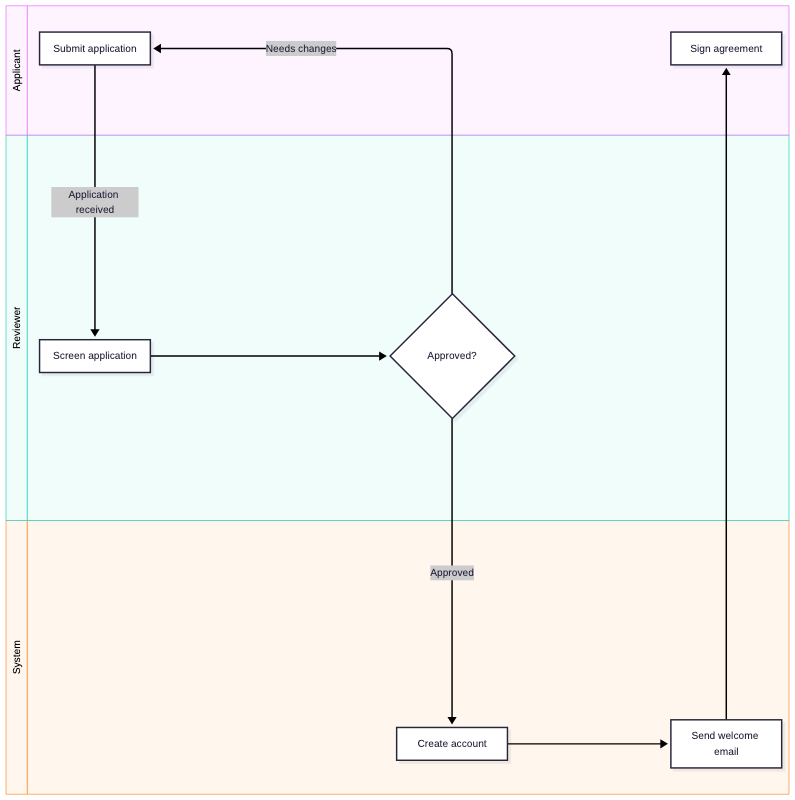 Applicant
Submit application
Needs changes
Sign agreement
Reviewer
Application
received
Screen application
Approved?
System
Approved
Create account
Send welcome
email